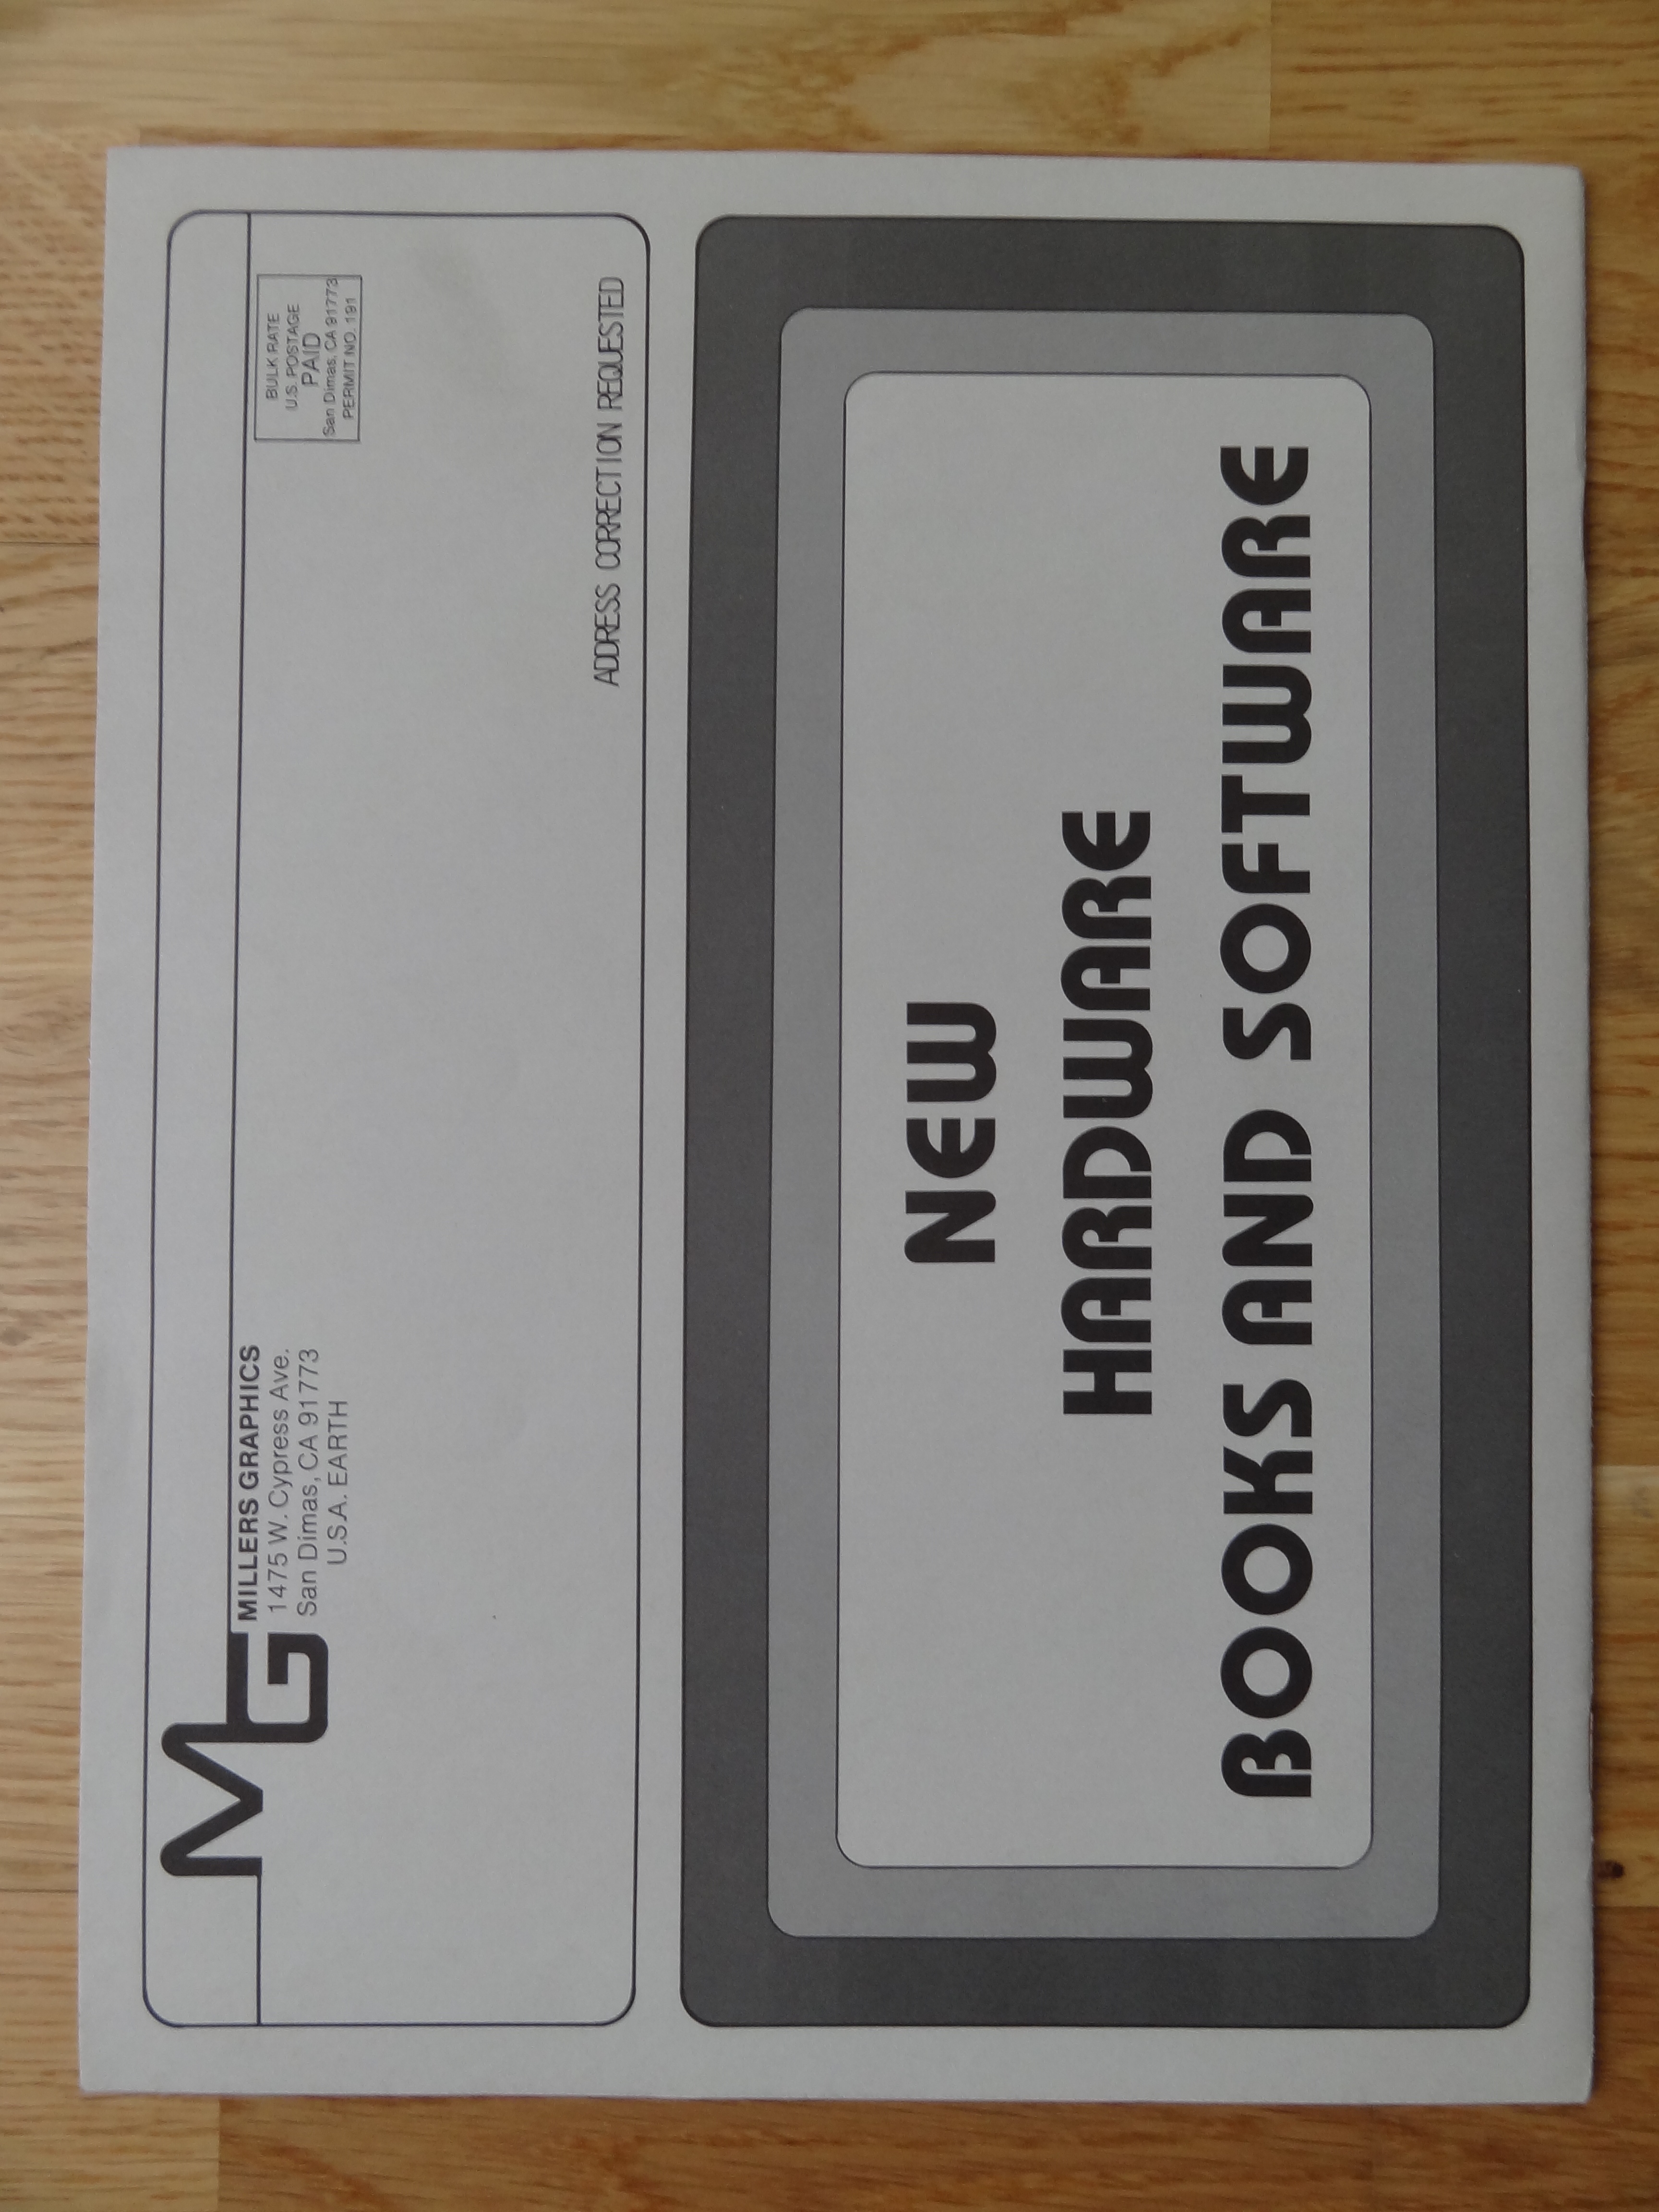 MG
MILLERS GRAPHICS
1475 W. Cypress Ave.
San Dimas, CA 91773
U.S.A. EARTH
BULK RATE
U.S. POSTAGE
PAID
San Dimas, CA 91773
PERMIT NO. 191
ADDRESS CORRECTION REQUESTED
NEW
HARDWARE
BOOKS AND SOFTWARE